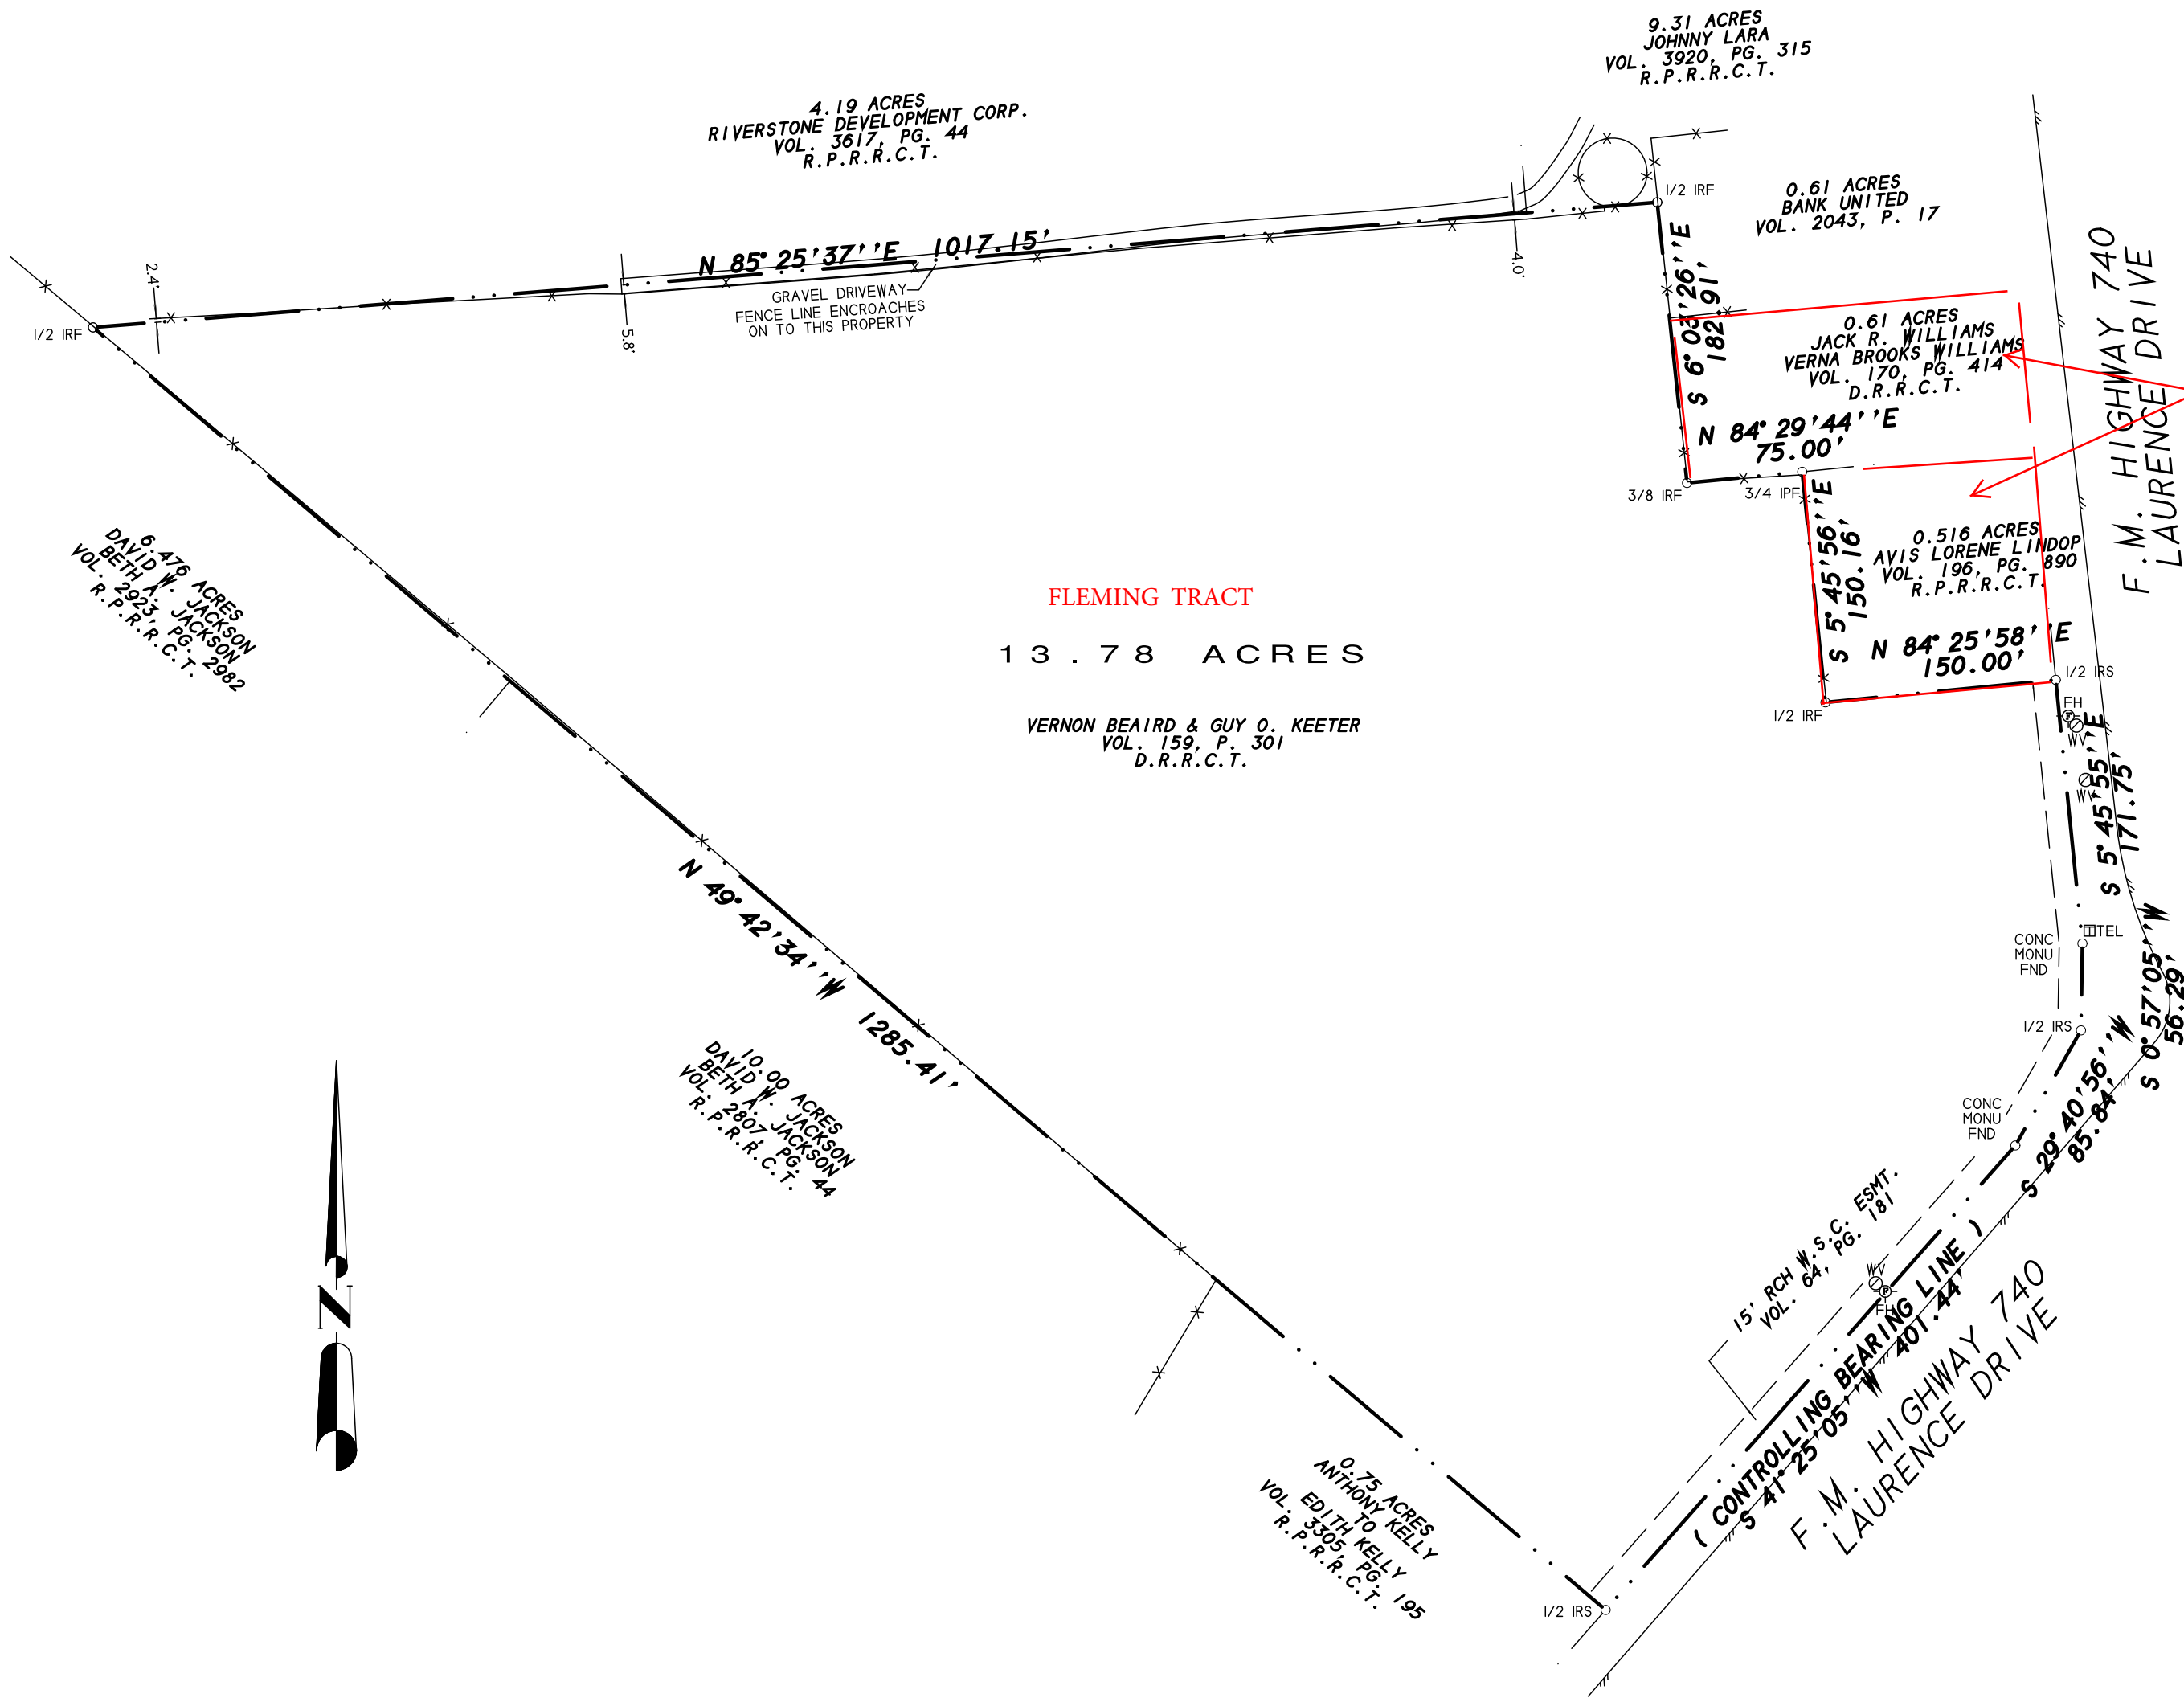 9.31 ACRES
JOHNNY LARA
VOL. 3920, PG. 315
R.P.R.R.C.T.
4.19 ACRES
RIVERSTONE DEVELOPMENT CORP.
VOL. 3617, PG. 44
R.P.R.R.C.T.
1/2 IRF
0.61 ACRES
BANK UNITED
VOL. 2043, P. 17
N 85° 25'37''E 1017.15'
2.4'
4.0'
GRAVEL DRIVEWAY
FENCE LINE ENCROACHES
ON TO THIS PROPERTY
5.8'
1/2 IRF
S 6° 03'26''E
182.91'
0.61 ACRES
JACK R. WILLIAMS
VERNA BROOKS WILLIAMS
VOL. 170, PG. 414
D.R.R.C.T.
F.M. HIGHWAY 740
LAURENCE DRIVE
N 84° 29'44''E
75.00'
3/8 IRF
3/4 IPF
S 5° 45'56''E
150.16'
0.516 ACRES
AVIS LORENE LINDOP
VOL. 196, PG. 890
R.P.R.R.C.T.
6.476 ACRES
DAVID W. JACKSON
BETH A. JACKSON
VOL. 2923, PG. 2982
R.P.R.R.C.T.
FLEMING TRACT
13.78 ACRES
VERNON BEAIRD & GUY O. KEETER
VOL. 159, P. 301
D.R.R.C.T.
N 84° 25'58''E
150.00'
1/2 IRS
1/2 IRF
FH
F
WV
WV
S 5° 45'55''E
171.75'
N 49° 42'34''W 1285.41'
TEL
CONC
MONU
FND
S 0° 57'05''W
56.29'
1/2 IRS
10.00 ACRES
DAVID W. JACKSON
BETH A. JACKSON
VOL. 2807, PG. 44
R.P.R.R.C.T.
CONC
MONU
FND
S 29° 40'56''W
85.84'
15' RCH W.S.C. ESMT.
VOL. 64, PG. 181
WV
F
FH
( CONTROLLING BEARING LINE )
S 41° 25'05''W 401.44'
F.M. HIGHWAY 740
LAURENCE DRIVE
N
0.75 ACRES
ANTHONY KELLY
TO
EDITH KELLY
VOL. 3305, PG. 195
R.P.R.R.C.T.
1/2 IRS